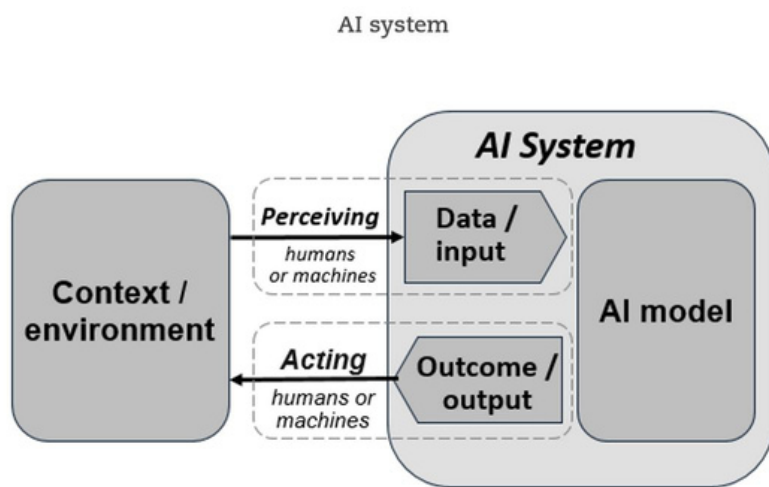 AI system
AI System
Perceiving
humans
or machines
Data /
input
Context /
environment
AI model
Acting
humans or
machines
Outcome /
output